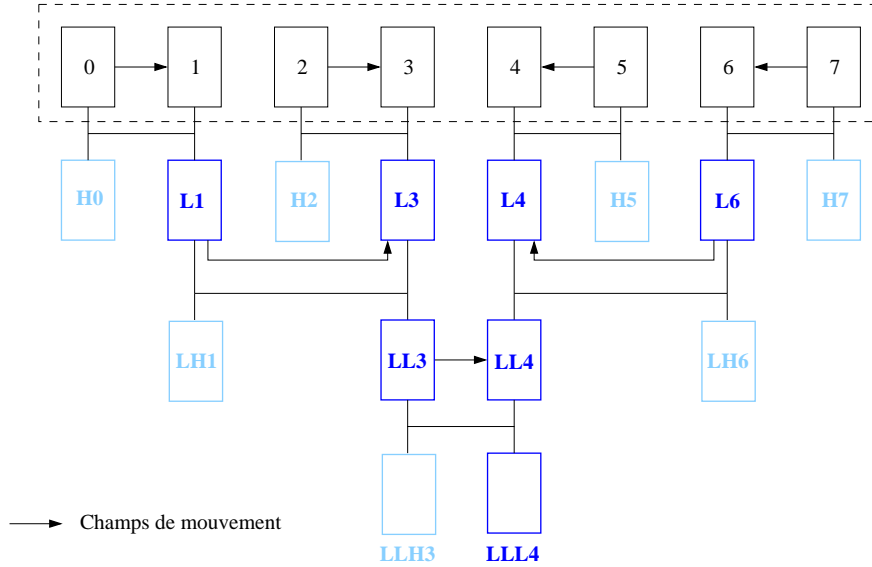 0 1 2 3 4 5 6 7
H0 L1 H2 L3 L4 H5 L6 H7
LH1 LL3 LL4 LH6
Champs de mouvement
LLH3 LLL4